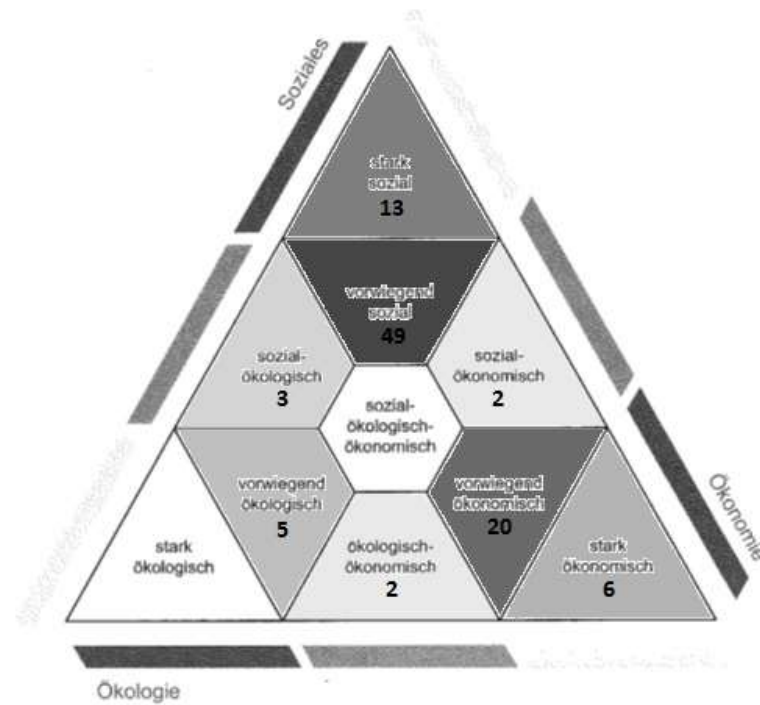 Soziales
stark
sozial
13
vorwiegend
sozial
49
sozial-
ökologisch
3
sozial-
ökonomisch
2
sozial-
ökologisch-
ökonomisch
vorwiegend
ökologisch
5
vorwiegend
ökonomisch
20
stark
ökologisch
ökologisch-
ökonomisch
2
stark
ökonomisch
6
Ökonomie
Ökologie